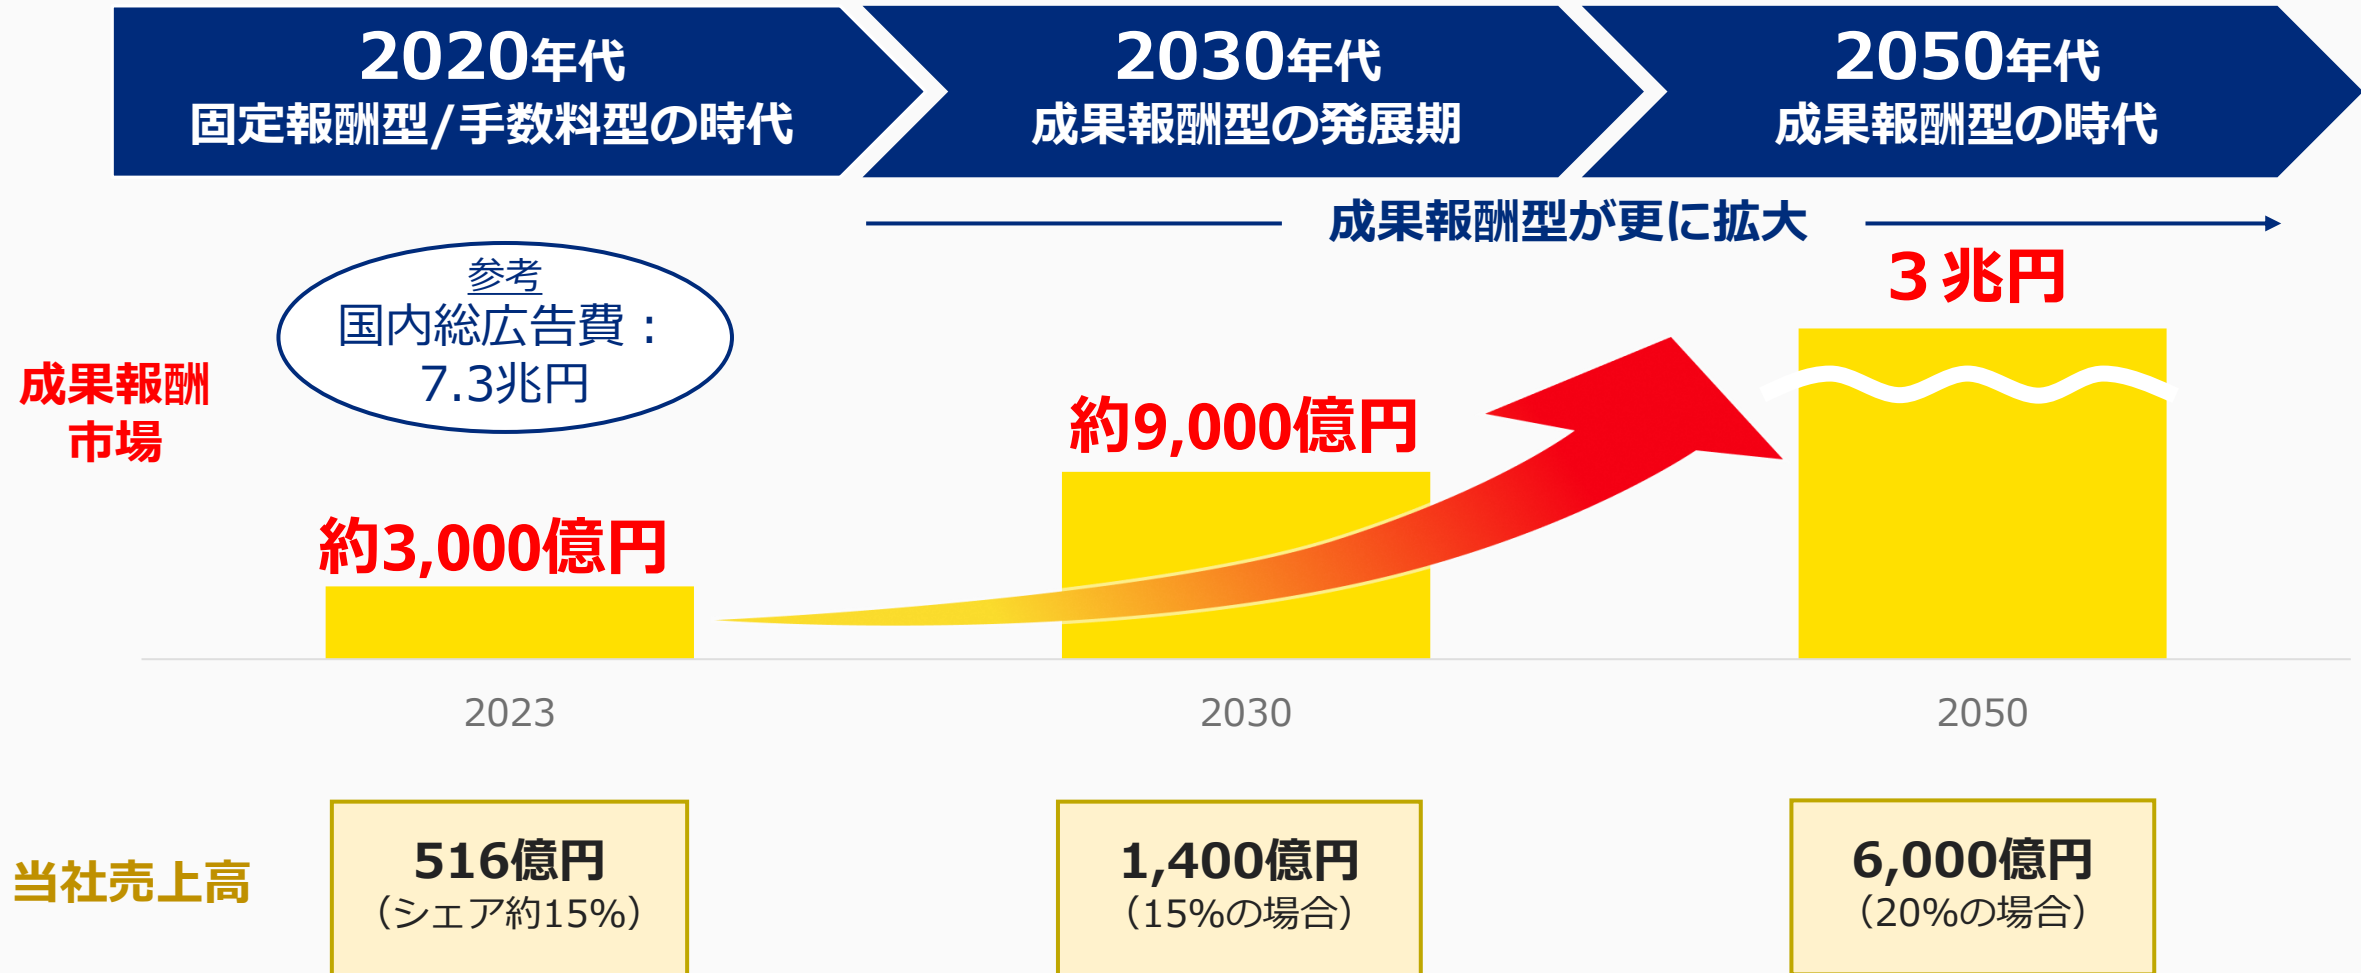 2020年代
固定報酬型/手数料型の時代
2030年代
成果報酬型の発展期
2050年代
成果報酬型の時代
成果報酬型が更に拡大
参考
国内総広告費：
7.3兆円
成果報酬
市場
約3,000億円
約9,000億円
３兆円
2023
2030
2050
当社売上高
516億円
（シェア約15%）
1,400億円
（15%の場合）
6,000億円
（20%の場合）